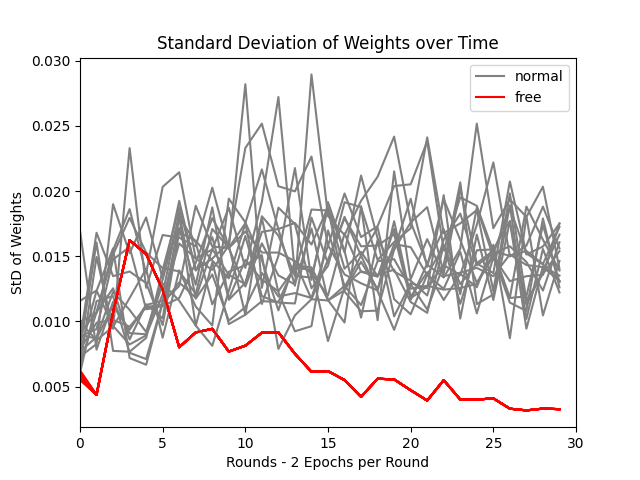 Standard Deviation of Weights over Time
0.030
0.025
0.020
0.015
0.010
0.005
StD of Weights
normal
free
0 5 10 15 20 25 30
Rounds - 2 Epochs per Round